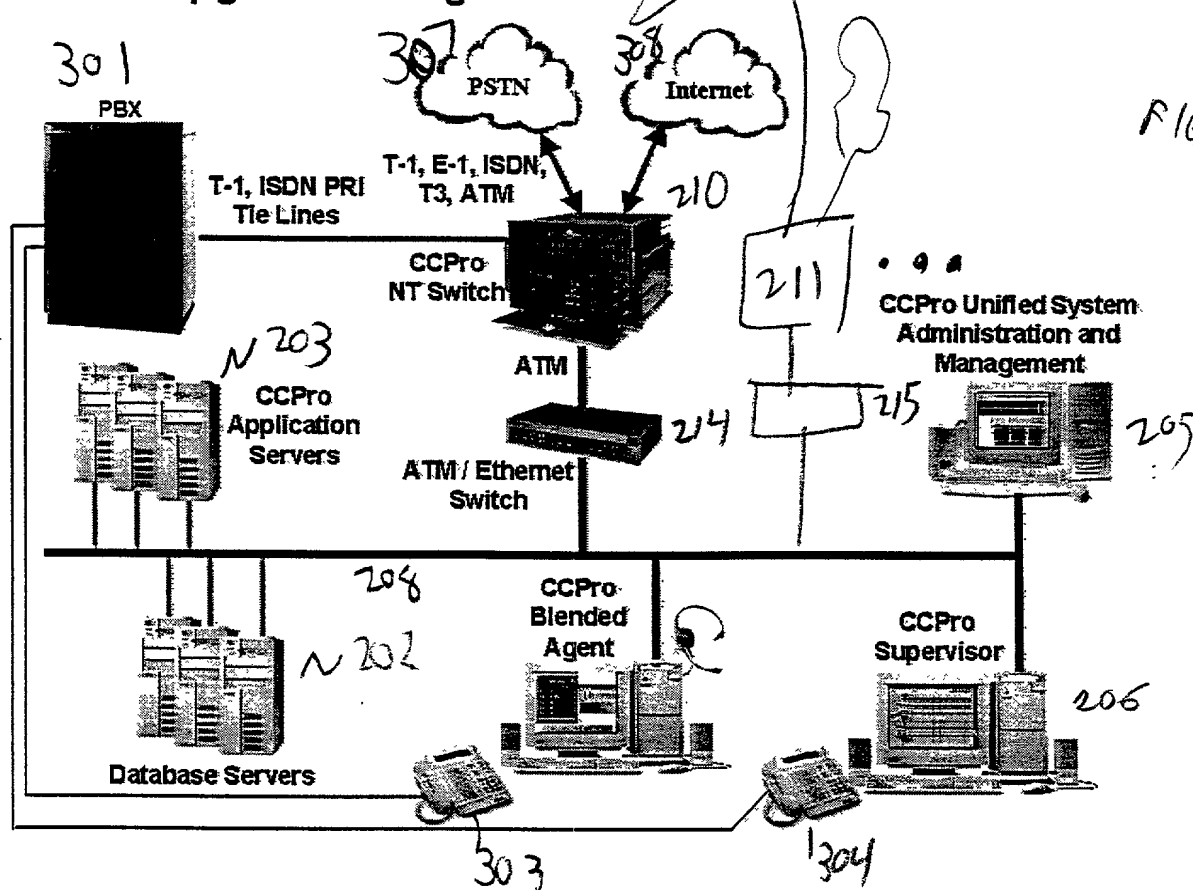 301
PBX
307
PSTN
308
Internet
T-1, ISDN PRI
Tie Lines
T-1, E-1, ISDN,
T3, ATM
210
CCPro
NT Switch
211
CCPro Unified System
Administration and
Management
203
CCPro
Application
Servers
ATM
214
215
205
ATM / Ethernet
Switch
208
CCPro
Blended
Agent
CCPro
Supervisor
202
206
Database Servers
303
304